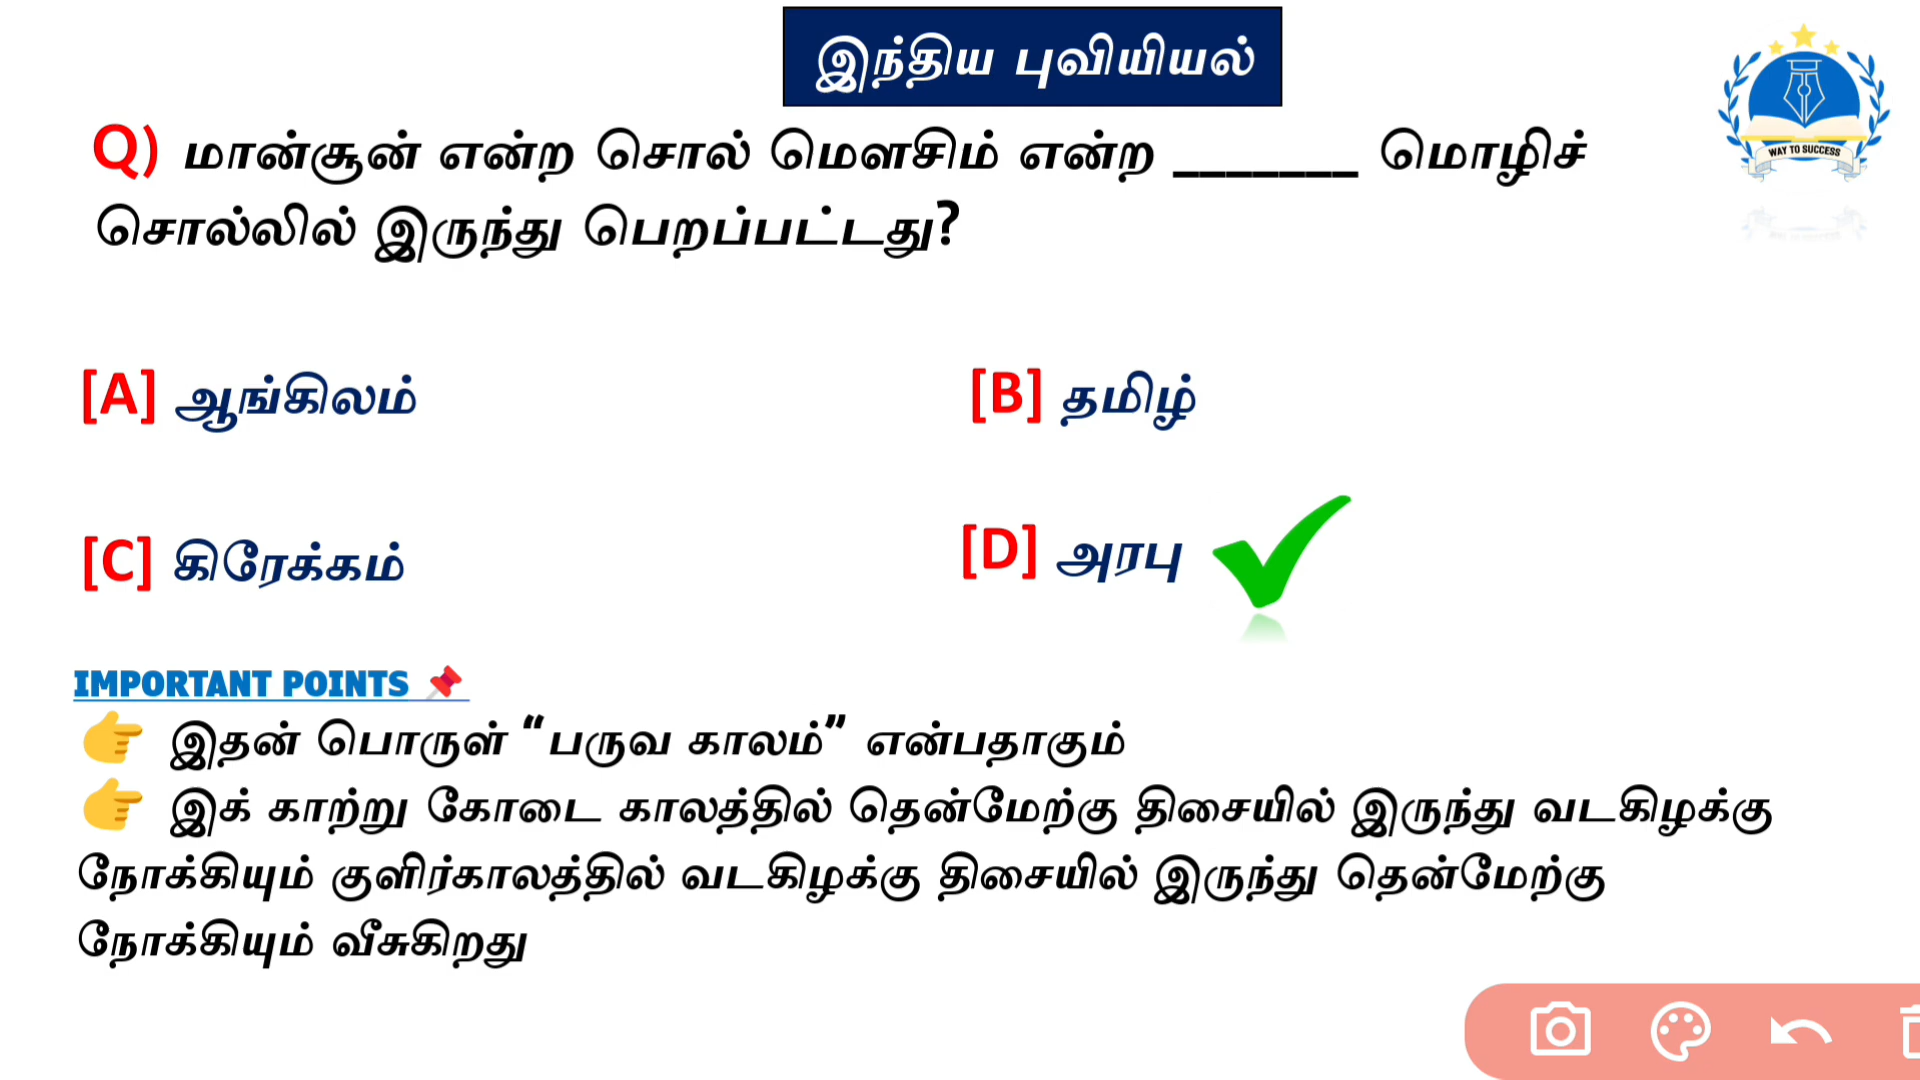 இந்திய புவியியல்
WAY TO SUCCESS
Q) மான்சூன் என்ற சொல் மௌசிம் என்ற _______ மொழிச்
சொல்லில் இருந்து பெறப்பட்டது?
[A] ஆங்கிலம்
[B] தமிழ்
[C] கிரேக்கம்
[D] அரபு
IMPORTANT POINTS 📌
👉 இதன் பொருள் “பருவ காலம்” என்பதாகும்
👉 இக் காற்று கோடை காலத்தில் தென்மேற்கு திசையில் இருந்து வடகிழக்கு
நோக்கியும் குளிர்காலத்தில் வடகிழக்கு திசையில் இருந்து தென்மேற்கு
நோக்கியும் வீசுகிறது